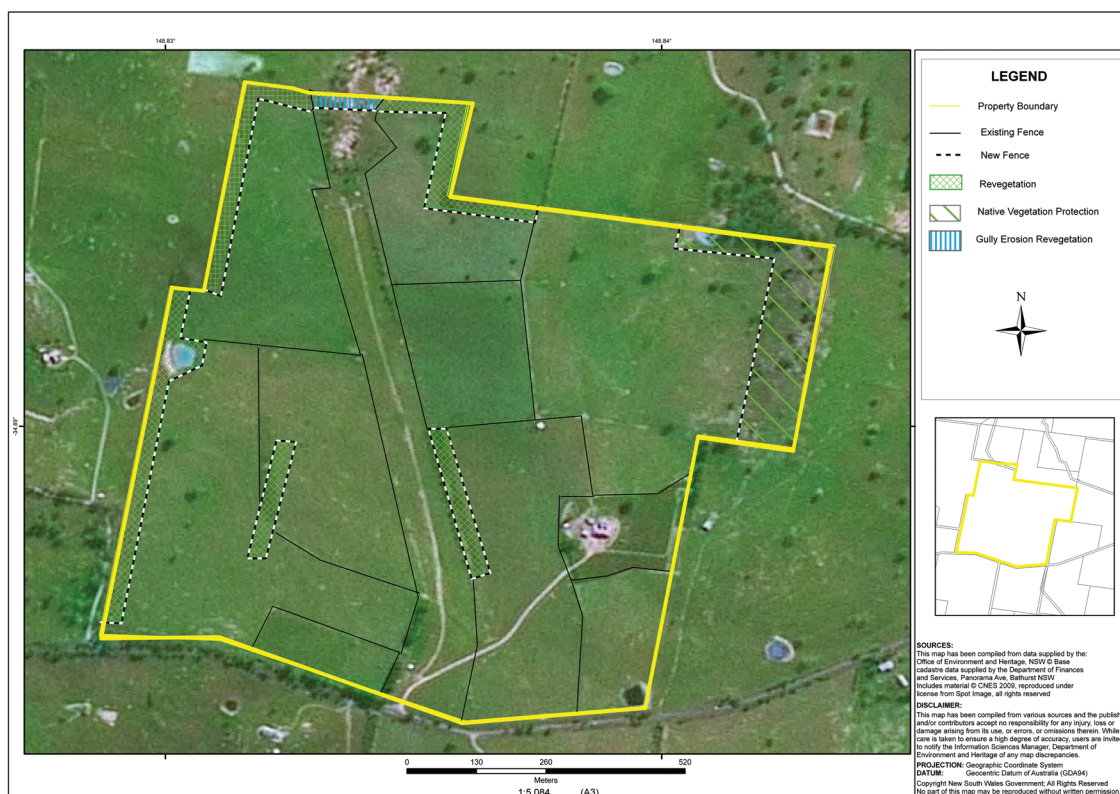 148.83°
148.84°
-34.89°
LEGEND
Property Boundary
Existing Fence
New Fence
Revegetation
Native Vegetation Protection
Gully Erosion Revegetation
N
SOURCES:
This map has been compiled from data supplied by the:
Office of Environment and Heritage, NSW © Base
cadastre data supplied by the Department of Finances
and Services, Panorama Ave, Bathurst NSW
Includes material © CNES 2009, reproduced under
license from Spot Image, all rights reserved
DISCLAIMER:
This map has been compiled from various sources and the publish
and/or contributors accept no responsibility for any injury, loss or
damage arising from its use, or errors, or omissions therein. While
care is taken to ensure a high degree of accuracy, users are invite
to notify the Information Sciences Manager, Department of
Environment and Heritage of any map discrepancies.
PROJECTION: Geographic Coordinate System
DATUM: Geocentric Datum of Australia (GDA94)
Copyright New South Wales Government; All Rights Reserved
No part of this map may be reproduced without written permission
0 130 260 520
Meters
1:5,084 (A3)